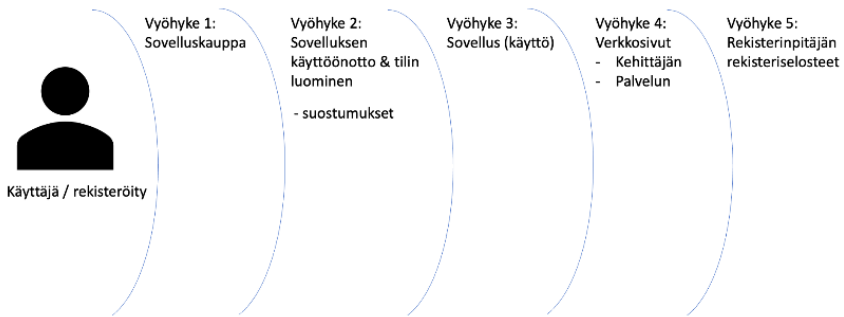 Vyöhyke 1:
Sovelluskauppa
Vyöhyke 2:
Sovelluksen
käyttöönotto & tilin
luominen
- suostumukset
Vyöhyke 3:
Sovellus (käyttö)
Vyöhyke 4:
Verkkosivut
- Kehittäjän
- Palvelun
Vyöhyke 5:
Rekisterinpitäjän
rekisteriselosteet
Käyttäjä / rekisteröity